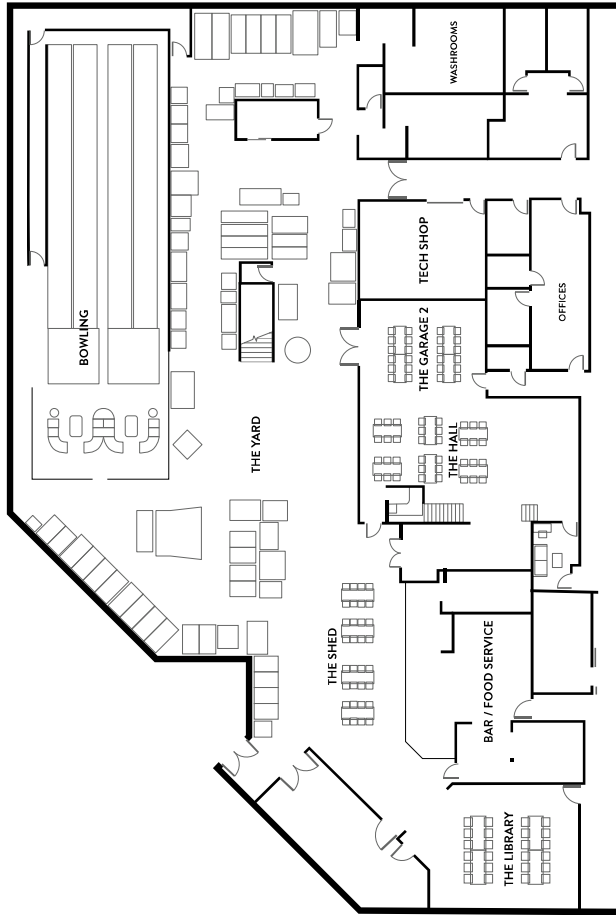 WASHROOMS
TECH SHOP
OFFICES
THE GARAGE 2
BOWLING
THE YARD
THE HALL
THE SHED
BAR / FOOD SERVICE
THE LIBRARY